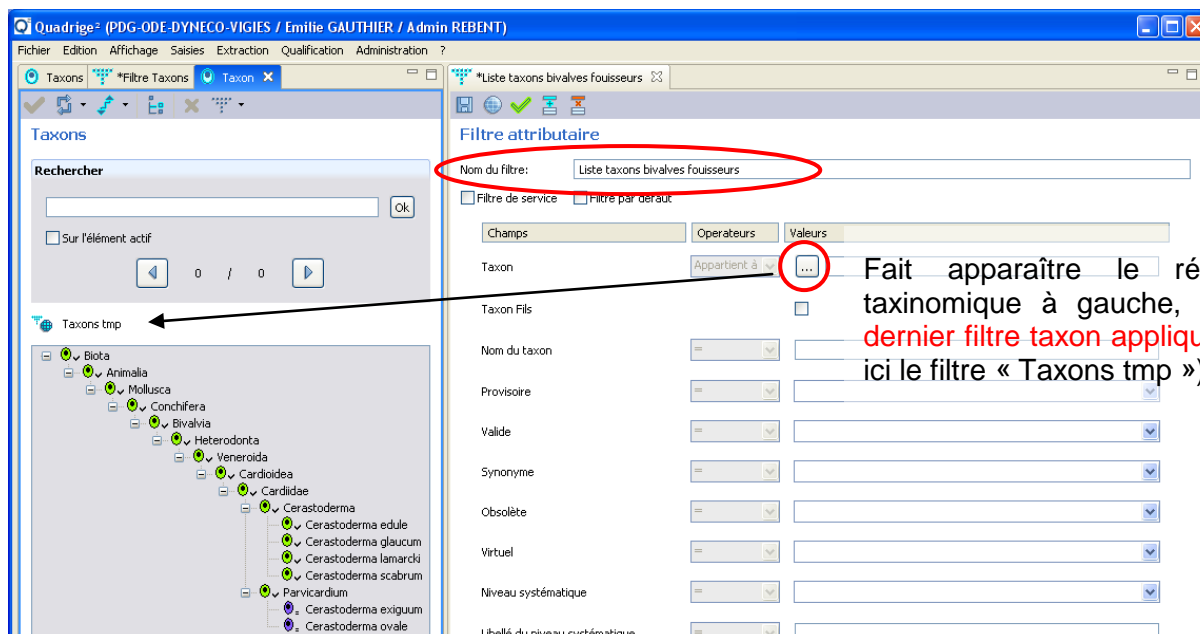 Quadrige² (PDG-ODE-DYNECO-VIGIES / Emilie GAUTHIER / Admin REBENT)
Fichier Edition Affichage Saisies Extraction Qualification Administration ?
Taxons *Filtre Taxons Taxon
*Liste taxons bivalves fouisseurs
Taxons
Rechercher
Ok
Sur l'élément actif
0 / 0
Taxons tmp
Biota
Animalia
Mollusca
Conchifera
Bivalvia
Heterodonta
Veneroida
Cardioidea
Cardiidae
Cerastoderma
Cerastoderma edule
Cerastoderma glaucum
Cerastoderma lamarcki
Cerastoderma scabrum
Parvicardium
Cerastoderma exiguum
Cerastoderma ovale
Filtre attributaire
Nom du filtre: Liste taxons bivalves fouisseurs
Filtre de service Filtre par défaut
Champs Operateurs Valeurs
Taxon Appartient à ...
Taxon Fils
Nom du taxon =
Provisoire =
Valide =
Synonyme =
Obsolète =
Virtuel =
Niveau systématique =
Libellé du niveau systématique =
Fait apparaître le ré
taxinomique à gauche,
dernier filtre taxon appliqu
ici le filtre « Taxons tmp »)